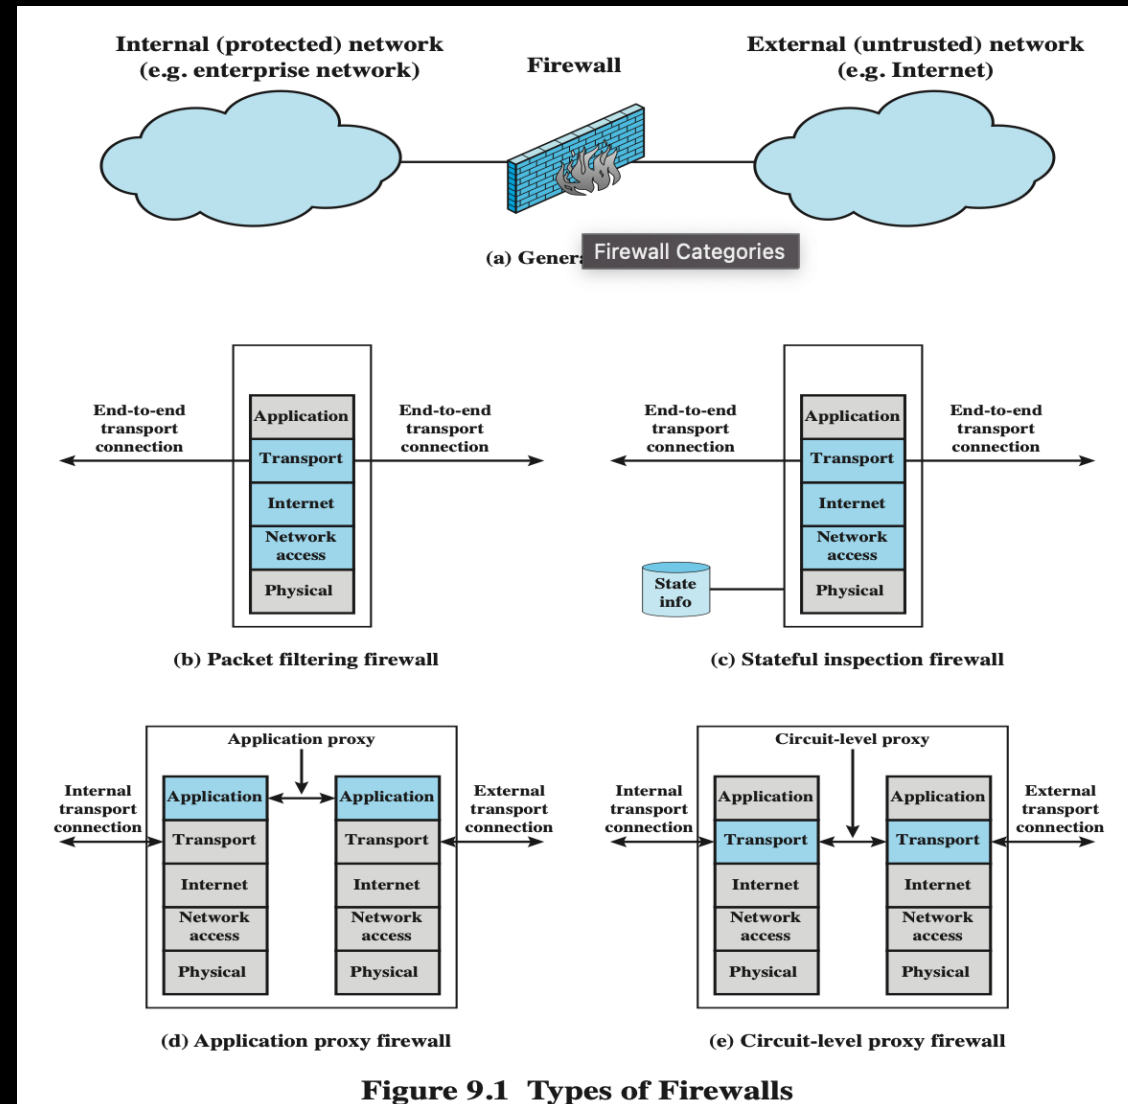 Internal (protected) network
(e.g. enterprise network)
Firewall
External (untrusted) network
(e.g. Internet)
(a) Genera
Firewall Categories
End-to-end
transport
connection
End-to-end
transport
connection
Application
Transport
Internet
Network
access
Physical
(b) Packet filtering firewall
End-to-end
transport
connection
End-to-end
transport
connection
Application
Transport
Internet
Network
access
Physical
State
info
(c) Stateful inspection firewall
Application proxy
Internal
transport
connection
Application
Transport
Internet
Network
access
Physical
Application
Transport
Internet
Network
access
Physical
External
transport
connection
(d) Application proxy firewall
Circuit-level proxy
Internal
transport
connection
Application
Transport
Internet
Network
access
Physical
Application
Transport
Internet
Network
access
Physical
External
transport
connection
(e) Circuit-level proxy firewall
Figure 9.1 Types of Firewalls